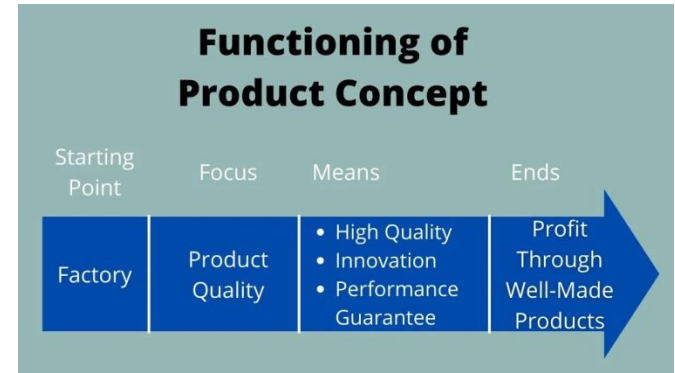 Functioning of
Product Concept
Starting
Point
Focus
Means
Ends
Factory
Product
Quality
• High Quality
• Innovation
• Performance
Guarantee
Profit
Through
Well-Made
Products